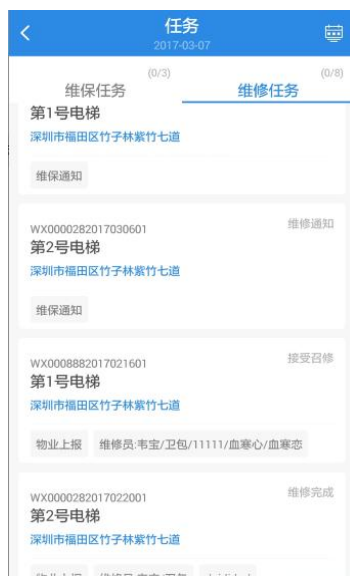 任务
2017-03-07
(0/3)
维保任务
(0/8)
维修任务
第1号电梯
深圳市福田区竹子林紫竹七道
维保通知
WX0000282017030601
维修通知
第2号电梯
深圳市福田区竹子林紫竹七道
维保通知
WX0008882017021601
接受召修
第1号电梯
深圳市福田区竹子林紫竹七道
物业上报 维修员:韦宝/卫包/11111/血寒心/血寒恋
WX0000282017022001
维修完成
第2号电梯
深圳市福田区竹子林紫竹七道